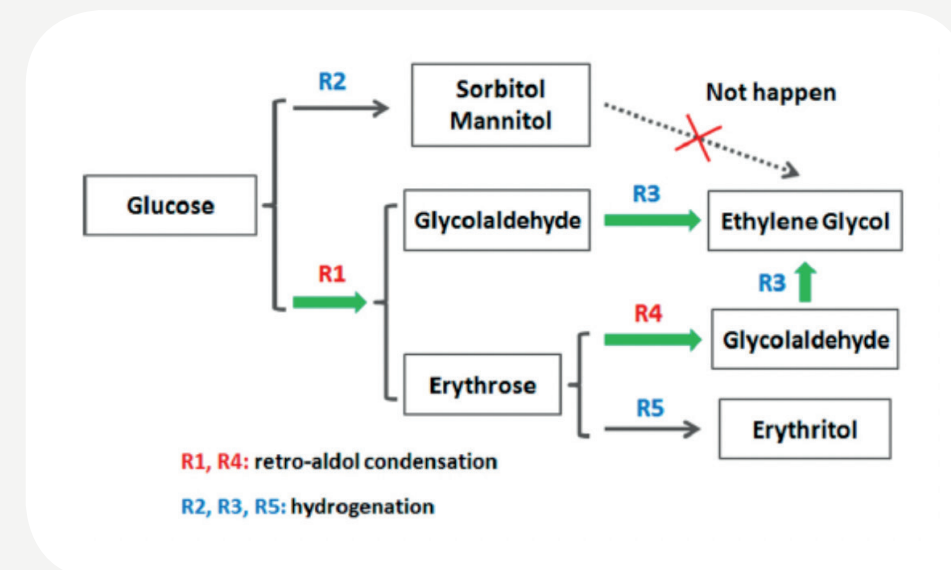 R2
Sorbitol
Mannitol
Not happen
Glucose
Glycolaldehyde
R3
Ethylene Glycol
R1
R3
R4
Glycolaldehyde
Erythrose
R5
Erythritol
R1, R4: retro-aldol condensation
R2, R3, R5: hydrogenation